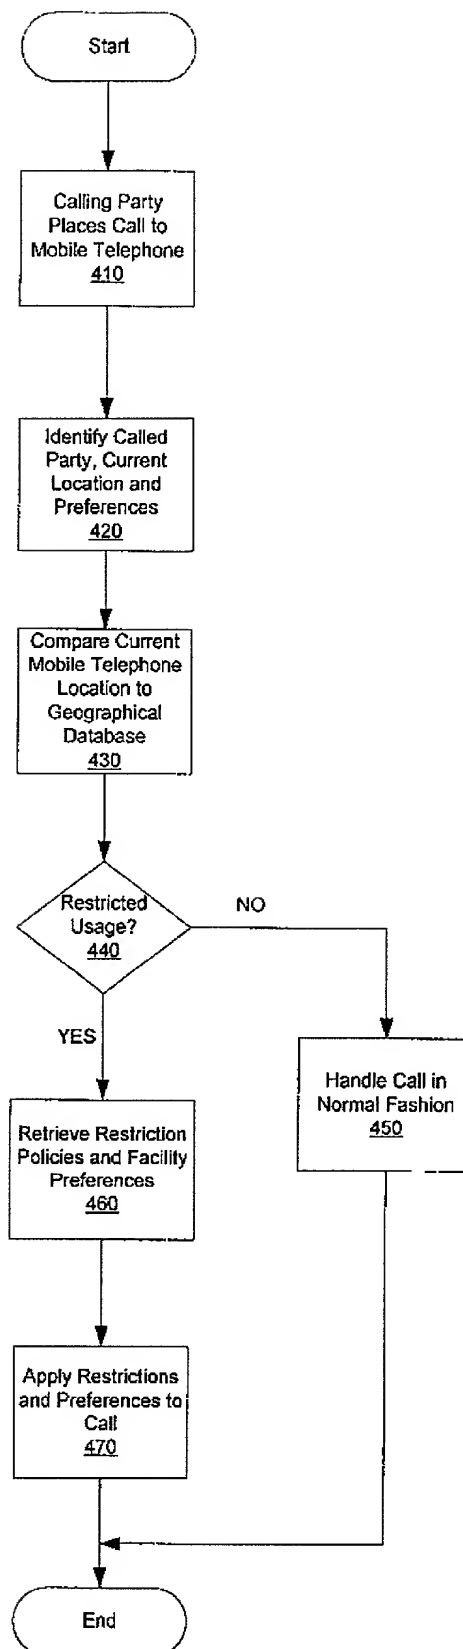 Start
Calling Party
Places Call to
Mobile Telephone
410
Identify Called
Party, Current
Location and
Preferences
420
Compare Current
Mobile Telephone
Location to
Geographical
Database
430
Restricted
Usage?
440
NO
YES
Handle Call in
Normal Fashion
450
Retrieve Restriction
Policies and Facility
Preferences
460
Apply Restrictions
and Preferences to
Call
470
End